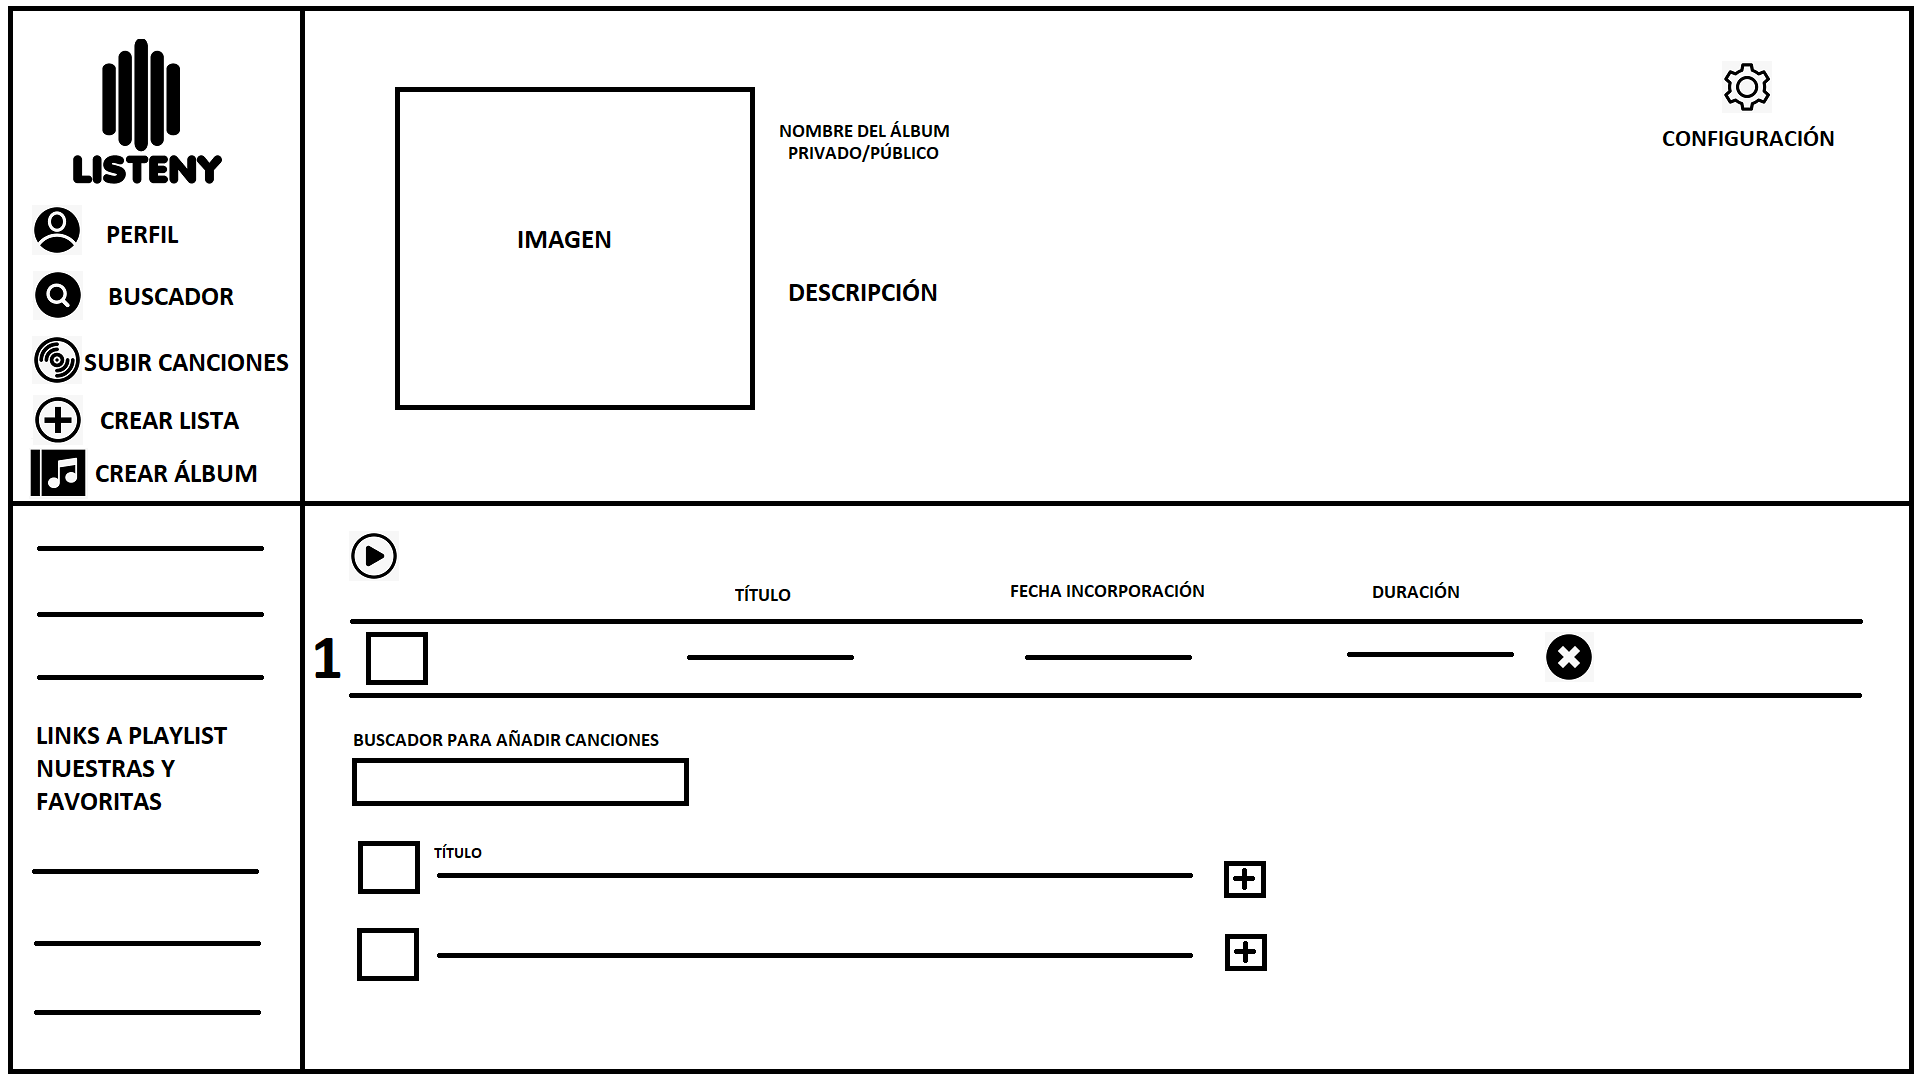 LISTENY
PERFIL
BUSCADOR
SUBIR CANCIONES
CREAR LISTA
CREAR ÁLBUM
LINKS A PLAYLIST
NUESTRAS Y
FAVORITAS
IMAGEN
NOMBRE DEL ÁLBUM
PRIVADO/PÚBLICO
DESCRIPCIÓN
CONFIGURACIÓN
TÍTULO FECHA INCORPORACIÓN DURACIÓN
1
BUSCADOR PARA AÑADIR CANCIONES
TÍTULO